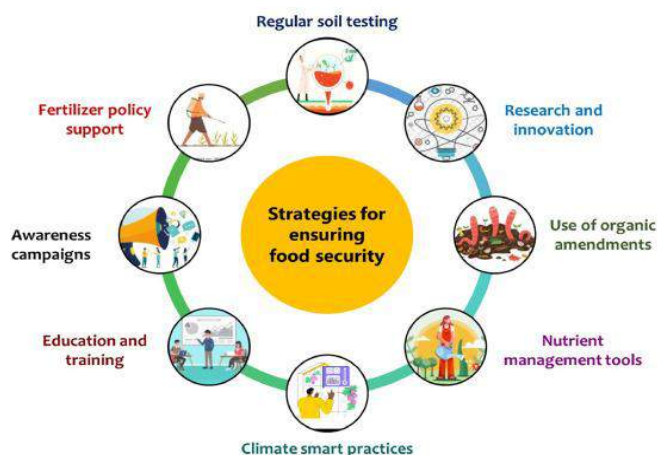 Regular soil testing
Fertilizer policy
support
Research and
innovation
Awareness
campaigns
Strategies for
ensuring
food security
Use of organic
amendments
Education and
training
Nutrient
management tools
Climate smart practices